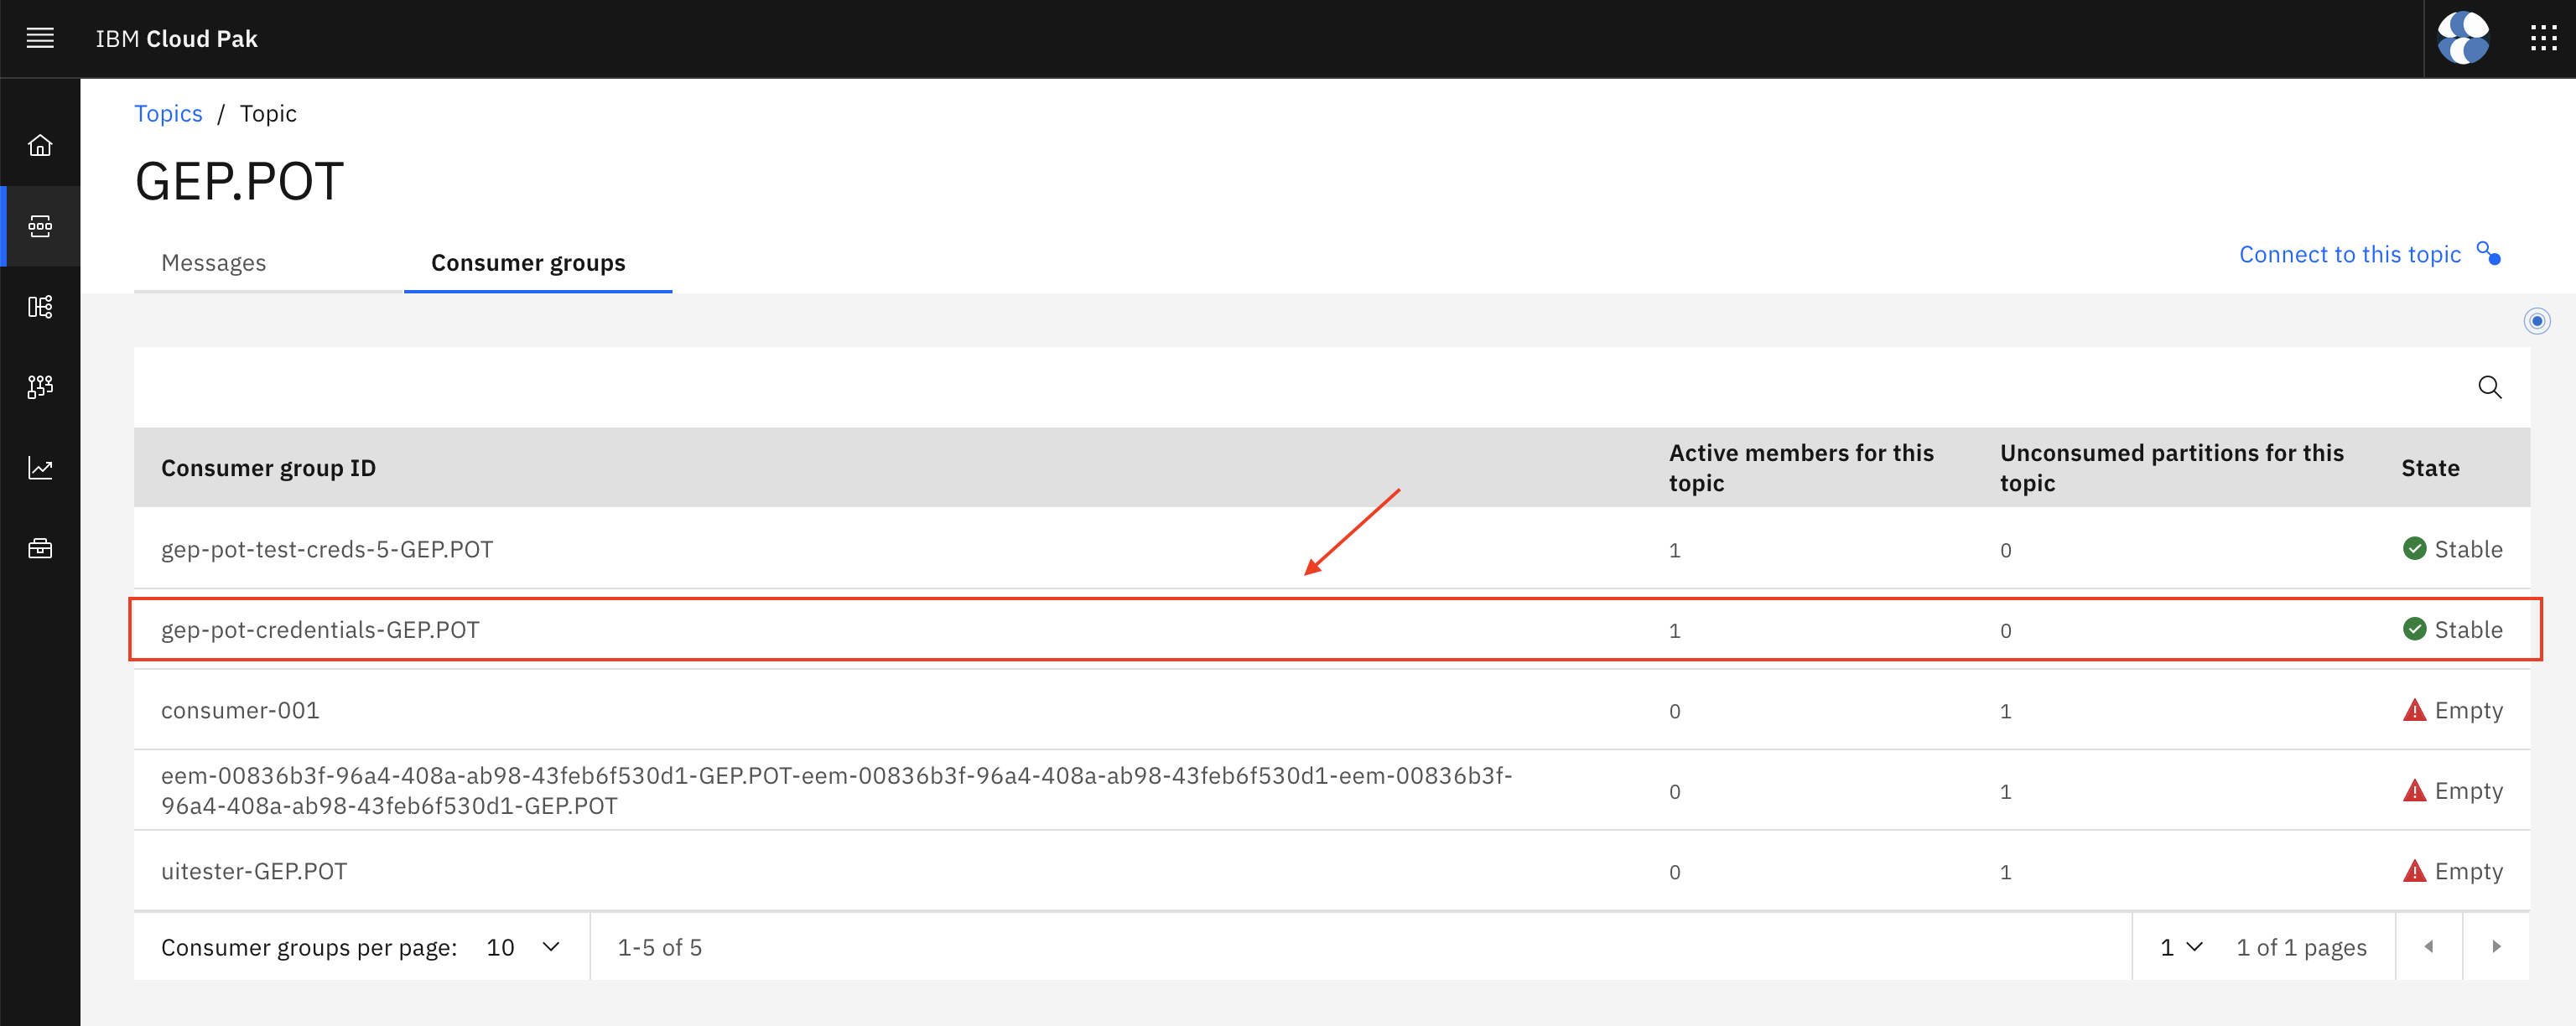 IBM Cloud Pak
Topics / Topic
GEP.POT
Messages
Consumer groups
Connect to this topic
Consumer group ID
Active members for this
topic
Unconsumed partitions for this
topic
State
gep-pot-test-creds-5-GEP.POT 1 0 Stable
gep-pot-credentials-GEP.POT 1 0 Stable
consumer-001 0 1 Empty
eem-00836b3f-96a4-408a-ab98-43feb6f530d1-GEP.POT-eem-00836b3f-96a4-408a-ab98-43feb6f530d1-eem-00836b3f-
96a4-408a-ab98-43feb6f530d1-GEP.POT 0 1 Empty
uitester-GEP.POT 0 1 Empty
Consumer groups per page: 10 1-5 of 5 1 1 of 1 pages